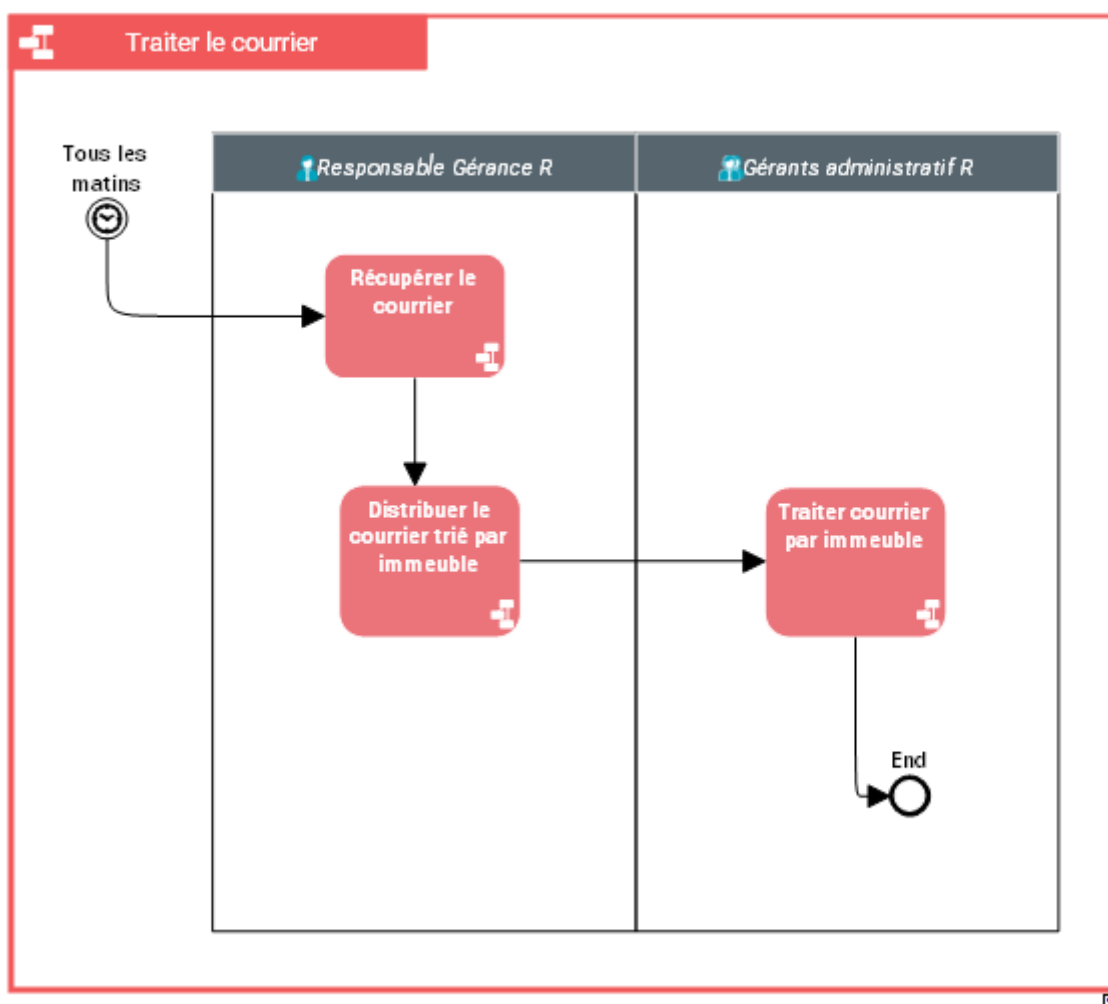 Traiter le courrier
Tous les
matins
Responsable Gérance R
Gérants administratif R
Récupérer le
courrier
Distribuer le
courrier trié par
immeuble
Traiter courrier
par immeuble
End